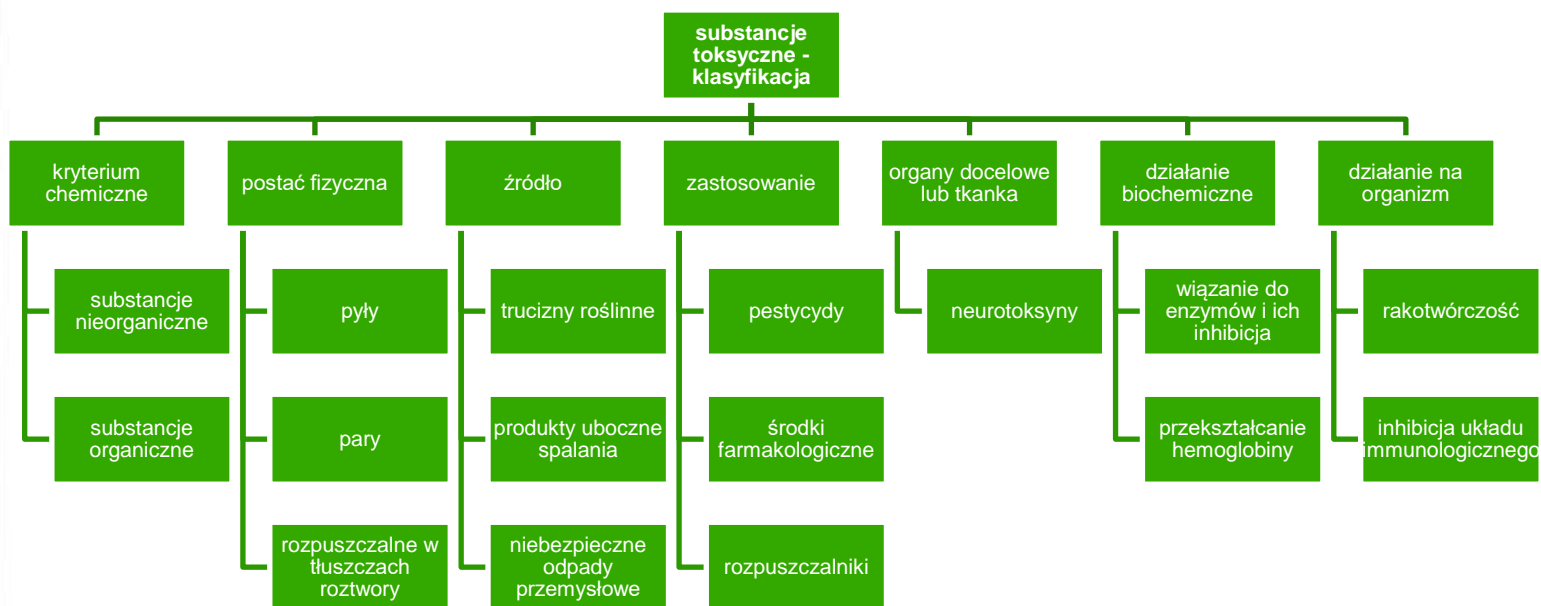 substancje
toksyczne -
klasyfikacja
kryterium
chemiczne
postać fizyczna
źródło
zastosowanie
organy docelowe
lub tkanka
działanie
biochemiczne
działanie na
organizm
substancje
nieorganiczne
pyły
trucizny roślinne
pestycydy
neurotoksyny
wiązanie do
enzymów i ich
inhibicja
rakotwórczość
substancje
organiczne
pary
produkty uboczne
spalania
środki
farmakologiczne
przekształcanie
hemoglobiny
inhibicja układu
immunologicznego
rozpuszczalne w
tłuszczach
roztwory
niebezpieczne
odpady
przemysłowe
rozpuszczalniki